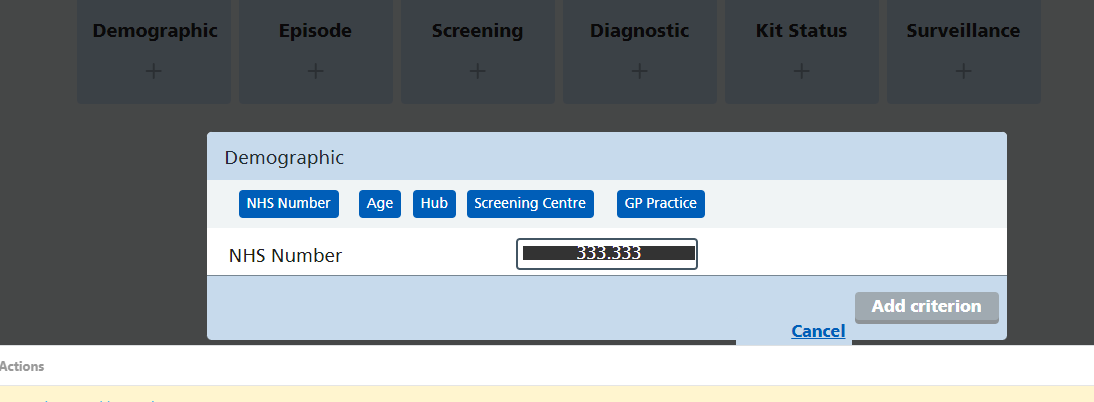 Demographic Episode Screening Diagnostic Kit Status Surveillance
+ + + + + +
Demographic
NHS Number Age Hub Screening Centre GP Practice
NHS Number 333.333
Add criterion
Cancel
Actions